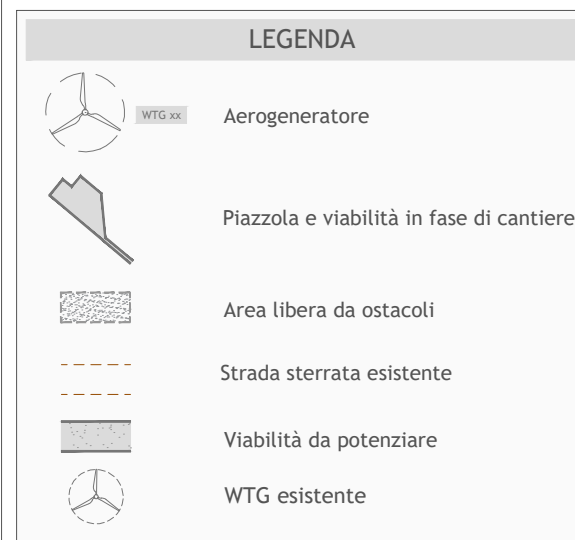 LEGENDA
WTG xx
Aerogeneratore
Piazzola e viabilità in fase di cantiere
Area libera da ostacoli
Strada sterrata esistente
Viabilità da potenziare
WTG esistente